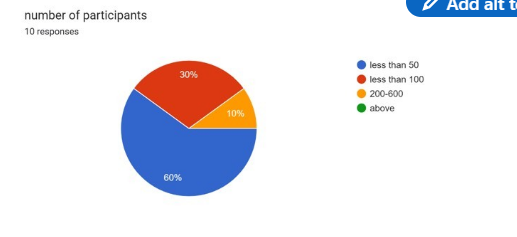 Add alt t
number of participants
10 responses
30%
10%
60%
less than 50
less than 100
200-600
above